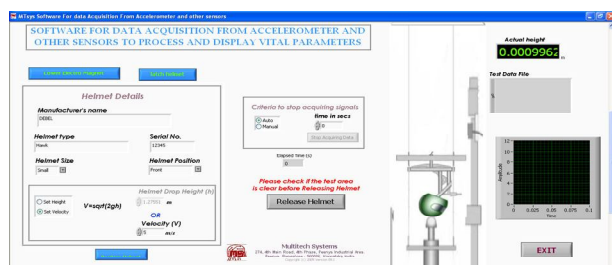 MTsys Software For data Acquisition From Accelerometer and other sensors
SOFTWARE FOR DATA ACQUISITION FROM ACCELEROMETER AND
OTHER SENSORS TO PROCESS AND DISPLAY VITAL PARAMETERS
latch helmet
Helmet Details
Manufacturer's name
DEBEL
Helmet type
Serial No.
Hawk
12345
Helmet Size
Helmet Position
Small
Front
Set Height
Set Velocity
V=sqrt(2gh)
Helmet Drop Height (h)
1.27551 m
OR
Velocity (V)
5 m/s
Criteria to stop acquiring signals
Auto
Manual
time in secs
0
Stop Acquiring Data
Elapsed Time (s)
0
Please check if the test area
is clear before Releasing Helmet
Release Helmet
Multitech Systems
Actual height
0.000996 m
Test Data File
Amplitude
12
10
8
6
4
2
0
0 0.025 0.05 0.075 0.1
Time
EXIT